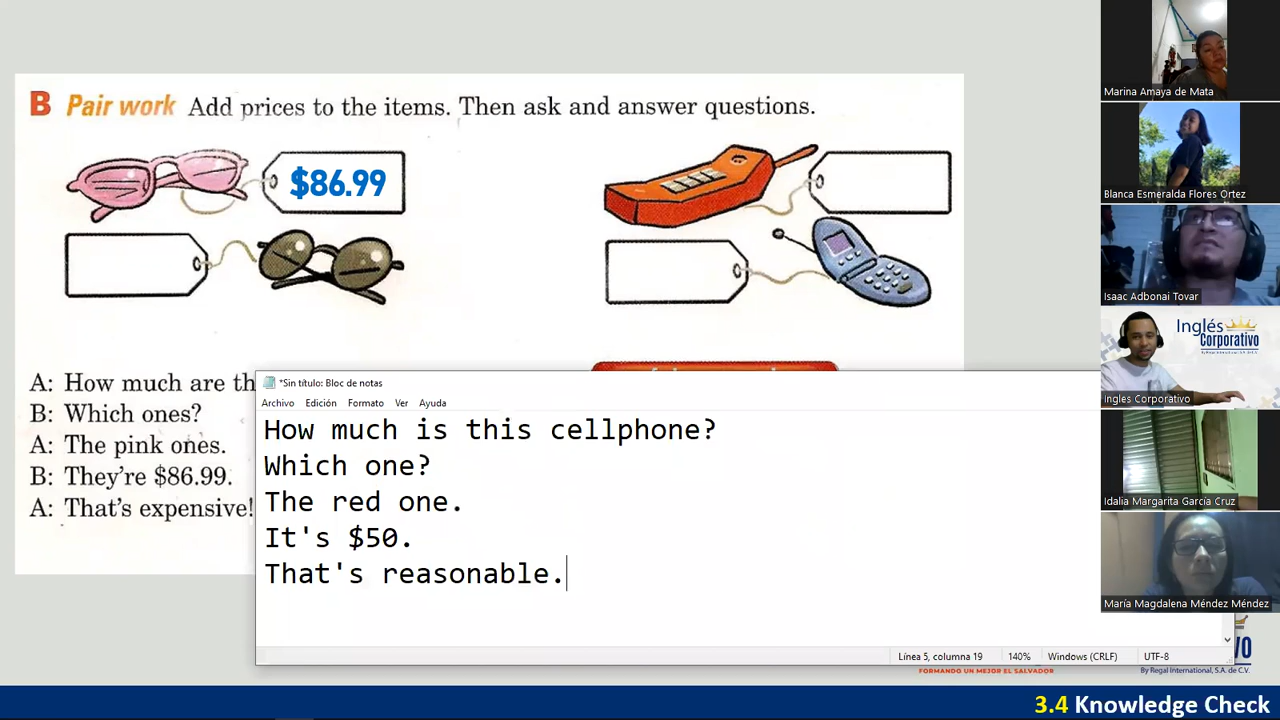 B Pair work Add prices to the items. Then ask and answer questions.
$86.99
A: How much are th
B: Which ones?
A: The pink ones.
B: They're $86.99.
A: That's expensive!
*Sin título: Bloc de notas
Archivo Edición Formato Ver Ayuda
How much is this cellphone?
Which one?
The red one.
It's $50.
That's reasonable.
Línea 5, columna 19 140% Windows (CRLF) UTF-8
FORMANDO UN MEJOR EL SALVADOR
By Regal International, S.A. de C.V.
3.4 Knowledge Check
Marina Amaya de Mata
Blanca Esmeralda Flores Ortez
Isaac Adbonai Tovar
Inglés
Corporativo
By Regal International, S.A. de C.V.
Ingles Corporativo
Idalia Margarita García Cruz
María Magdalena Méndez Méndez